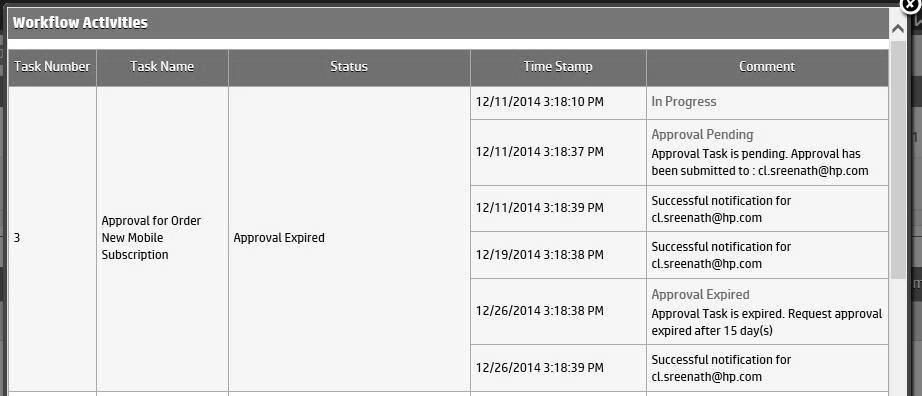 Workflow Activities
Task Number Task Name Status Time Stamp Comment
12/11/2014 3:18:10 PM In Progress
12/11/2014 3:18:37 PM Approval Pending
Approval Task is pending. Approval has
been submitted to : cl.sreenath@hp.com
12/11/2014 3:18:39 PM Successful notification for
cl.sreenath@hp.com
3 Approval for Order
New Mobile
Subscription
Approval Expired
12/19/2014 3:18:38 PM Successful notification for
cl.sreenath@hp.com
12/26/2014 3:18:38 PM Approval Expired
Approval Task is expired. Request approval
expired after 15 day(s)
12/26/2014 3:18:39 PM Successful notification for
cl.sreenath@hp.com